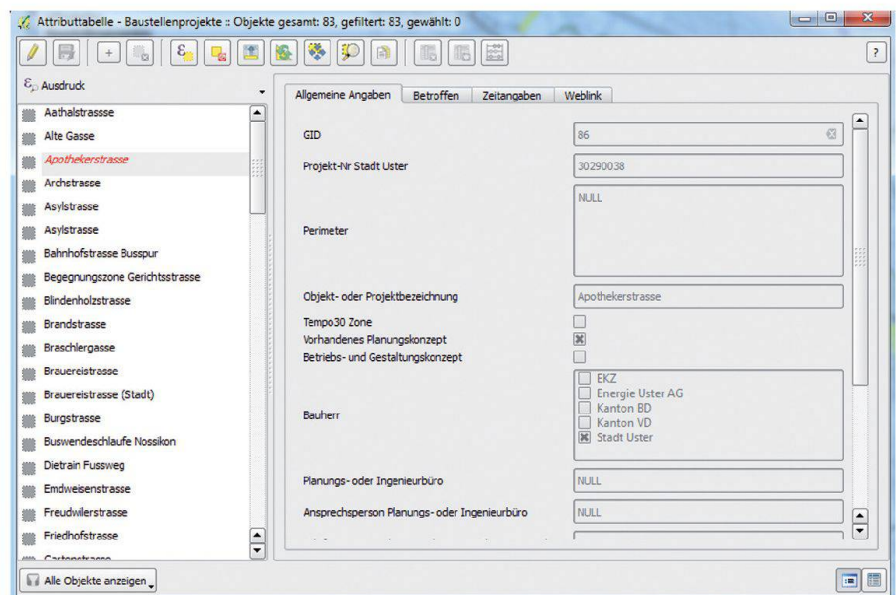 Attributtabelle - Baustellenprojekte :: Objekte gesamt: 83, gefiltert: 83, gewählt: 0
?
Ausdruck
Aathalstrassse
Alte Gasse
Apothekerstrasse
Archstrasse
Asylstrasse
Asylstrasse
Bahnhofstrasse Busspur
Begegnungszone Gerichtsstrasse
Blindenholzstrasse
Brandstrasse
Braschlergasse
Brauereistrasse
Brauereistrasse (Stadt)
Burgstrasse
Buswendeschlaufe Nossikon
Dietrain Fussweg
Emdweisenstrasse
Freudwilerstrasse
Friedhofstrasse
Alle Objekte anzeigen
Allgemeine Angaben Betroffen Zeitangaben Weblink
GID 86
Projekt-Nr Stadt Uster 30290038
Perimeter NULL
Objekt- oder Projektbezeichnung Apothekerstrasse
Tempo30 Zone
Vorhandenes Planungskonzept
Betriebs- und Gestaltungskonzept
Bauherr
EKZ
Energie Uster AG
Kanton BD
Kanton VD
Stadt Uster
Planungs- oder Ingenieurbüro NULL
Ansprechsperson Planungs- oder Ingenieurbüro NULL